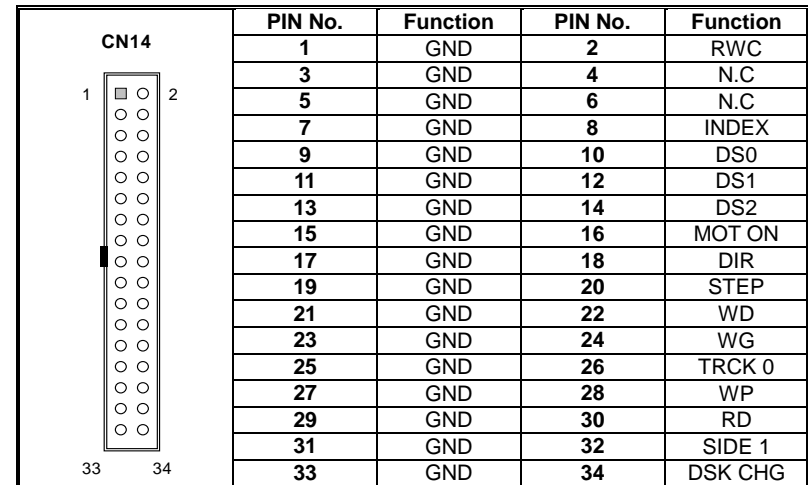 CN14
1 2
33 34
PIN No. Function PIN No. Function
1 GND 2 RWC
3 GND 4 N.C
5 GND 6 N.C
7 GND 8 INDEX
9 GND 10 DS0
11 GND 12 DS1
13 GND 14 DS2
15 GND 16 MOT ON
17 GND 18 DIR
19 GND 20 STEP
21 GND 22 WD
23 GND 24 WG
25 GND 26 TRCK 0
27 GND 28 WP
29 GND 30 RD
31 GND 32 SIDE 1
33 GND 34 DSK CHG